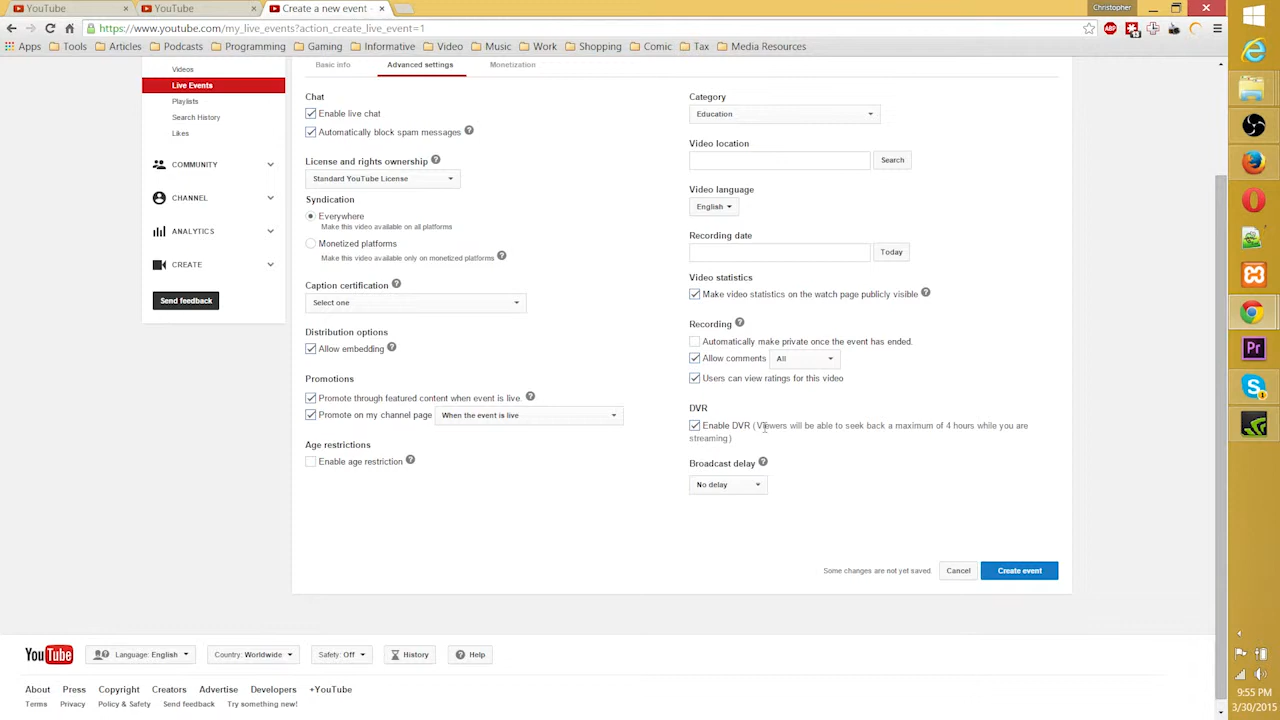 YouTube
YouTube
Create a new event
Christopher
https://www.youtube.com/my_live_events?action_create_live_event=1
ABP
Apps
Tools
Articles
Podcasts
Programming
Gaming
Informative
Video
Music
Work
Shopping
Comic
Tax
Media Resources
Videos
Live Events
Playlists
Search History
Likes
COMMUNITY
CHANNEL
ANALYTICS
CREATE
Send feedback
Basic info
Advanced settings
Monetization
Chat
Enable live chat
Automatically block spam messages
License and rights ownership
Standard YouTube License
Syndication
Everywhere
Make this video available on all platforms
Monetized platforms
Make this video available only on monetized platforms
Caption certification
Select one
Distribution options
Allow embedding
Promotions
Promote through featured content when event is live.
Promote on my channel page
When the event is live
Age restrictions
Enable age restriction
Category
Education
Video location
Search
Video language
English
Recording date
Today
Video statistics
Make video statistics on the watch page publicly visible
Recording
Automatically make private once the event has ended.
Allow comments
All
Users can view ratings for this video
DVR
Enable DVR (Viewers will be able to seek back a maximum of 4 hours while you are
streaming)
Broadcast delay
No delay
Some changes are not yet saved.
Cancel
Create event
YouTube
Language: English
Country: Worldwide
Safety: Off
History
Help
About
Press
Copyright
Creators
Advertise
Developers
+YouTube
Terms
Privacy
Policy & Safety
Send feedback
Try something new!
Pr
9:55 PM
3/30/2015